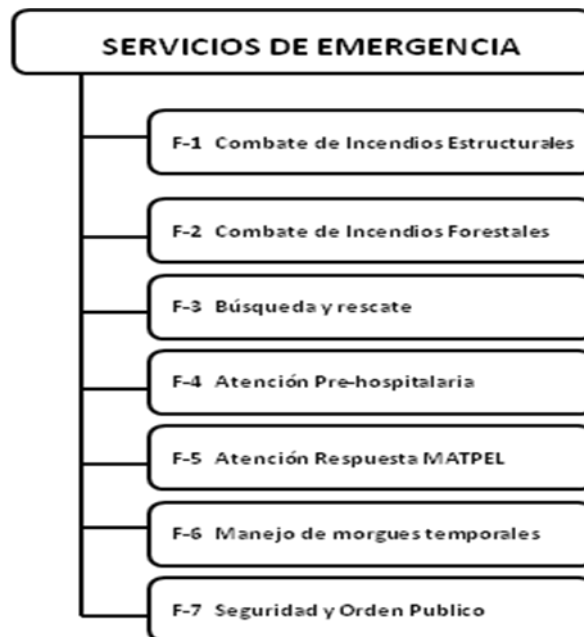 SERVICIOS DE EMERGENCIA
F-1 Combate de Incendios Estructurales
F-2 Combate de Incendios Forestales
F-3 Búsqueda y rescate
F-4 Atención Pre-hospitalaria
F-5 Atención Respuesta MATPEL
F-6 Manejo de morgues temporales
F-7 Seguridad y Orden Publico